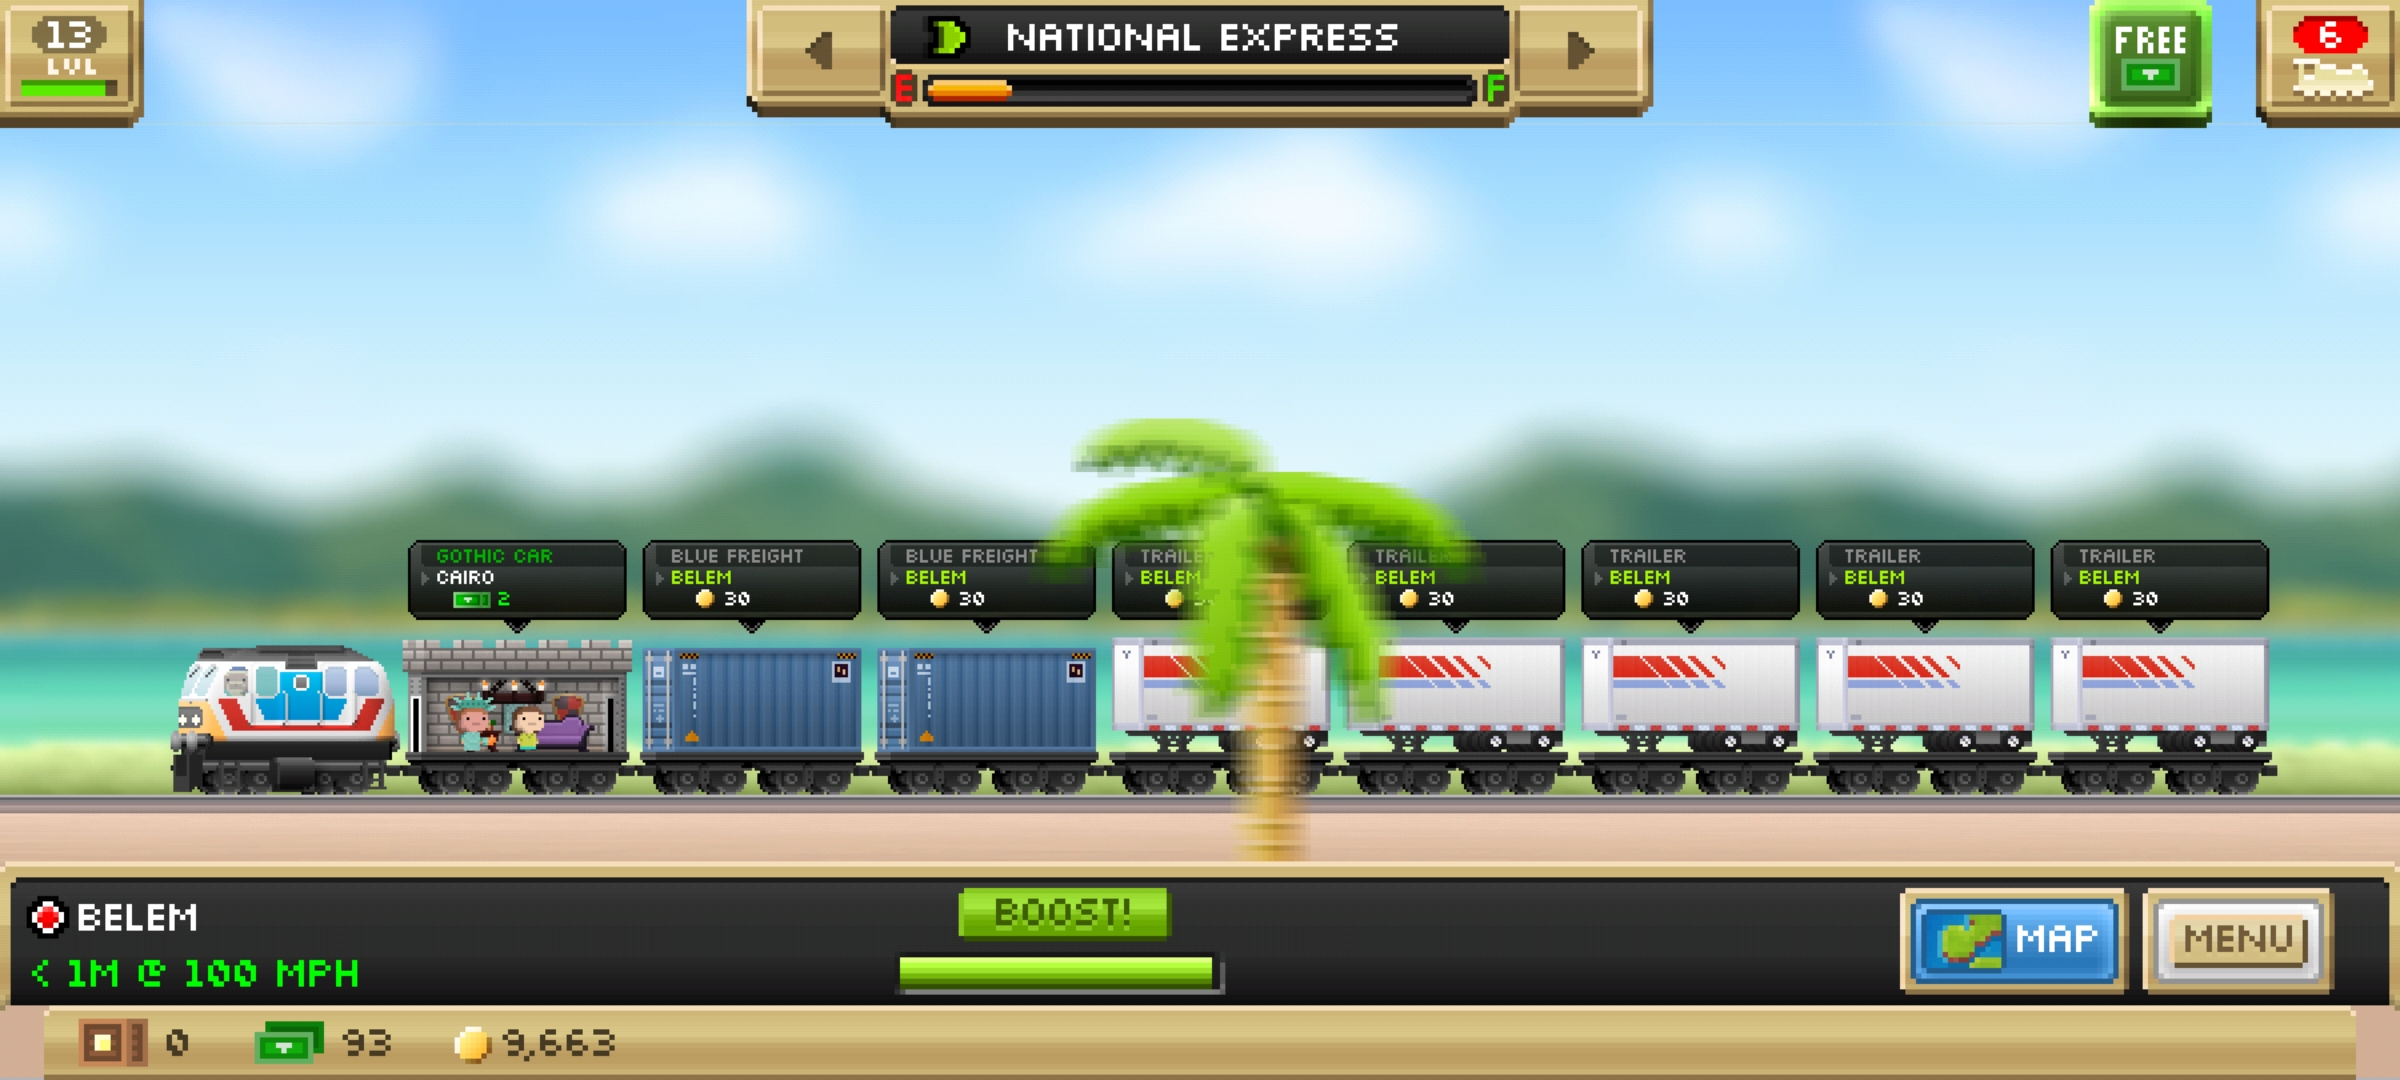 13
LVL
NATIONAL EXPRESS
E F
FREE
6
GOTHIC CAR
CAIRO
2
BLUE FREIGHT
BELEM
30
BLUE FREIGHT
BELEM
30
TRAILER
BELEM
TRAILER
BELEM
30
TRAILER
BELEM
30
TRAILER
BELEM
30
TRAILER
BELEM
30
BELEM
< 1M @ 100 MPH
BOOST!
MAP
MENU
0 93 9,663